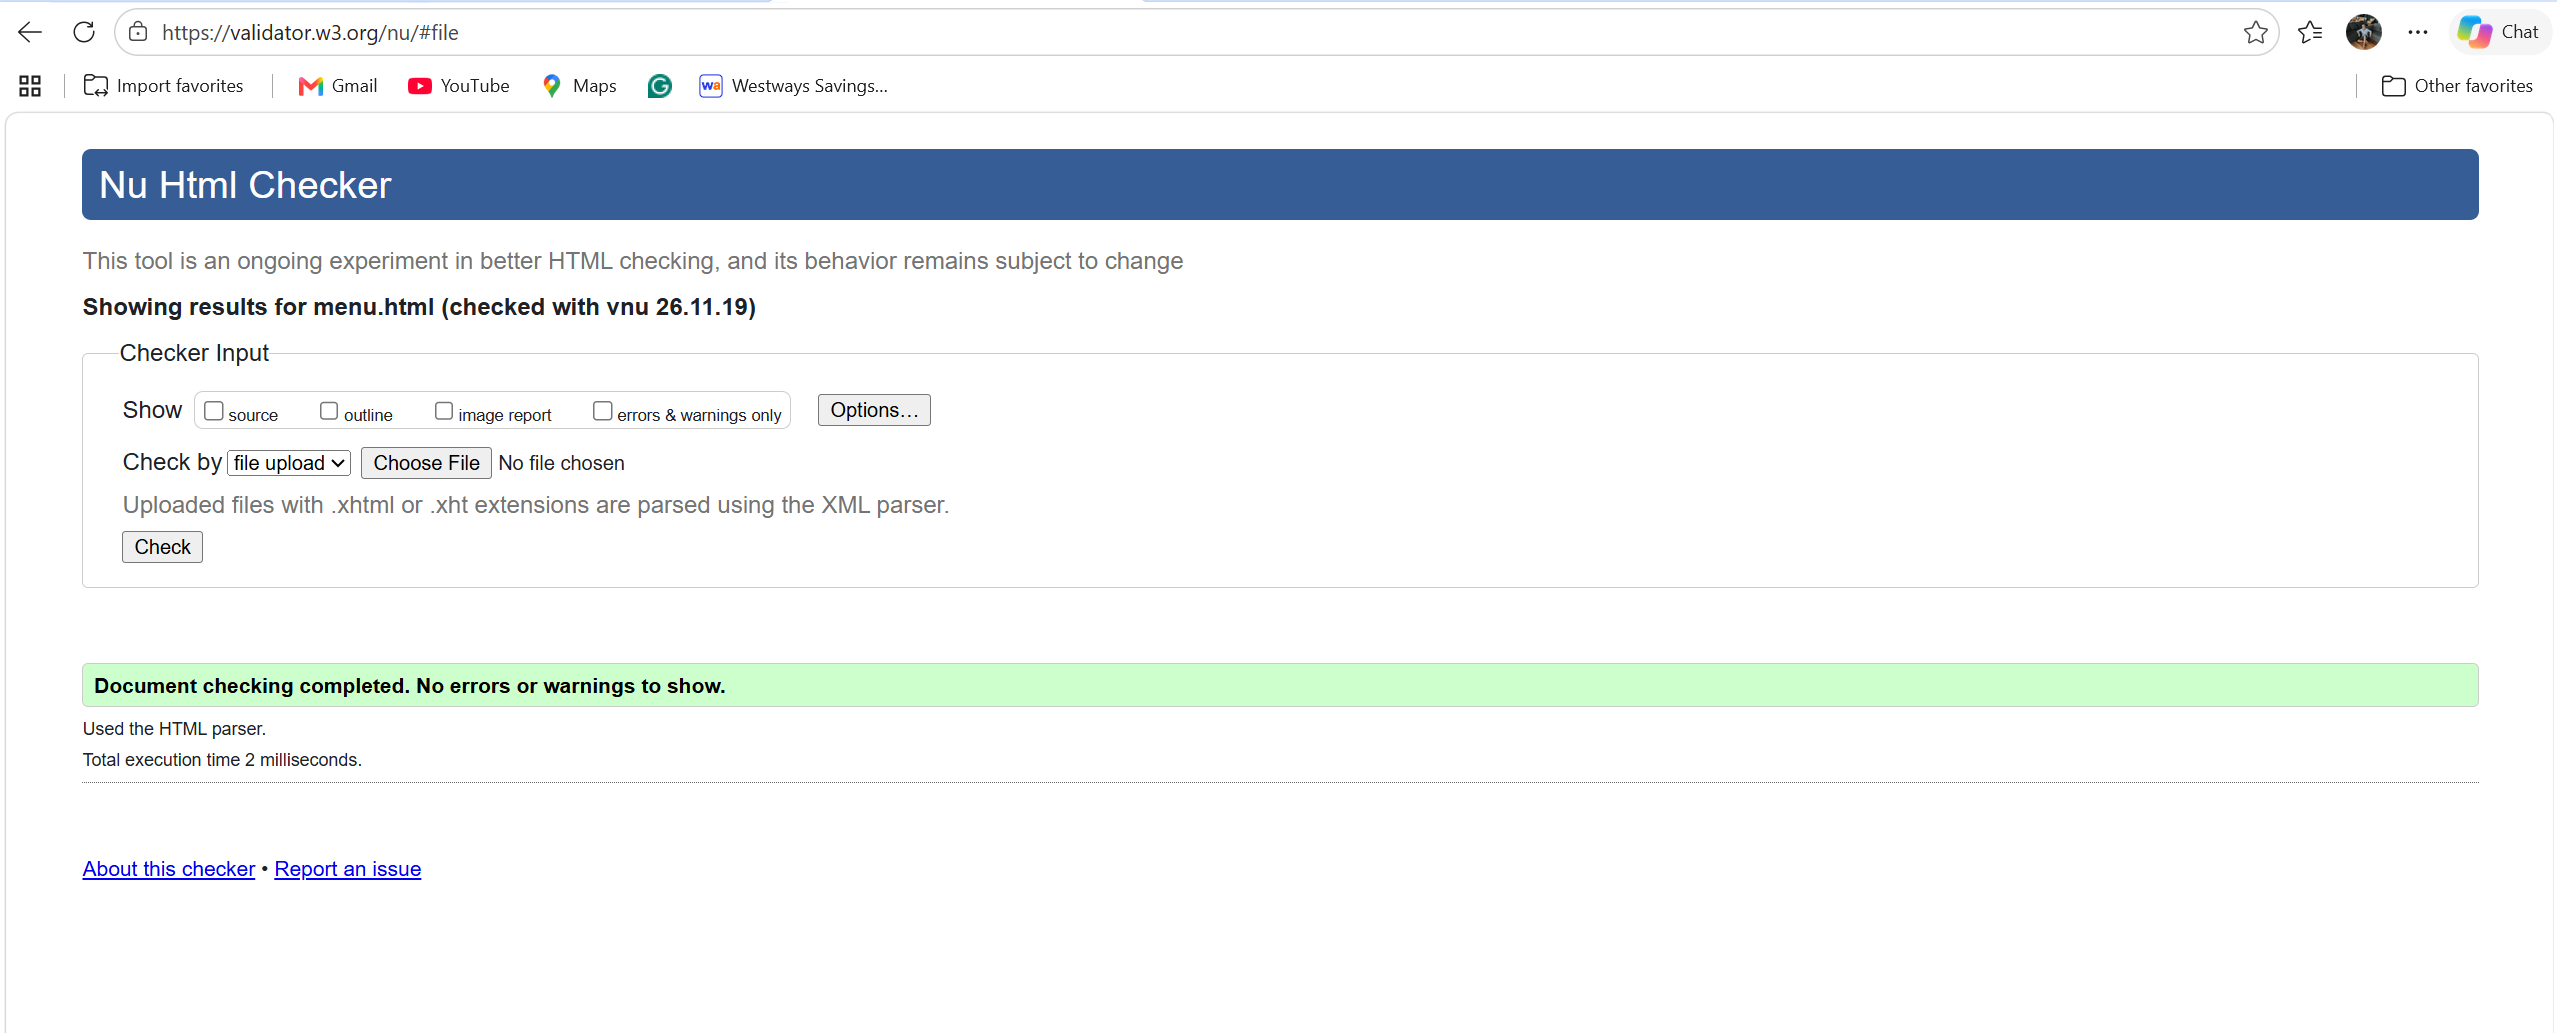 https://validator.w3.org/nu/#file
Chat
Import favorites
Gmail
YouTube
Maps
G
wa
Westways Savings...
Other favorites
Nu Html Checker
This tool is an ongoing experiment in better HTML checking, and its behavior remains subject to change
Showing results for menu.html (checked with vnu 26.11.19)
Checker Input
Show source outline image report errors & warnings only Options...
Check by file upload Choose File No file chosen
Uploaded files with .xhtml or .xht extensions are parsed using the XML parser.
Check
Document checking completed. No errors or warnings to show.
Used the HTML parser.
Total execution time 2 milliseconds.
About this checker • Report an issue